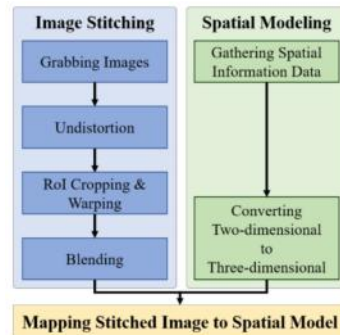 Image Stitching
Grabbing Images
Undistortion
RoI Cropping &
Warping
Blending
Spatial Modeling
Gathering Spatial
Information Data
Converting
Two-dimensional
to
Three-dimensional
Mapping Stitched Image to Spatial Model